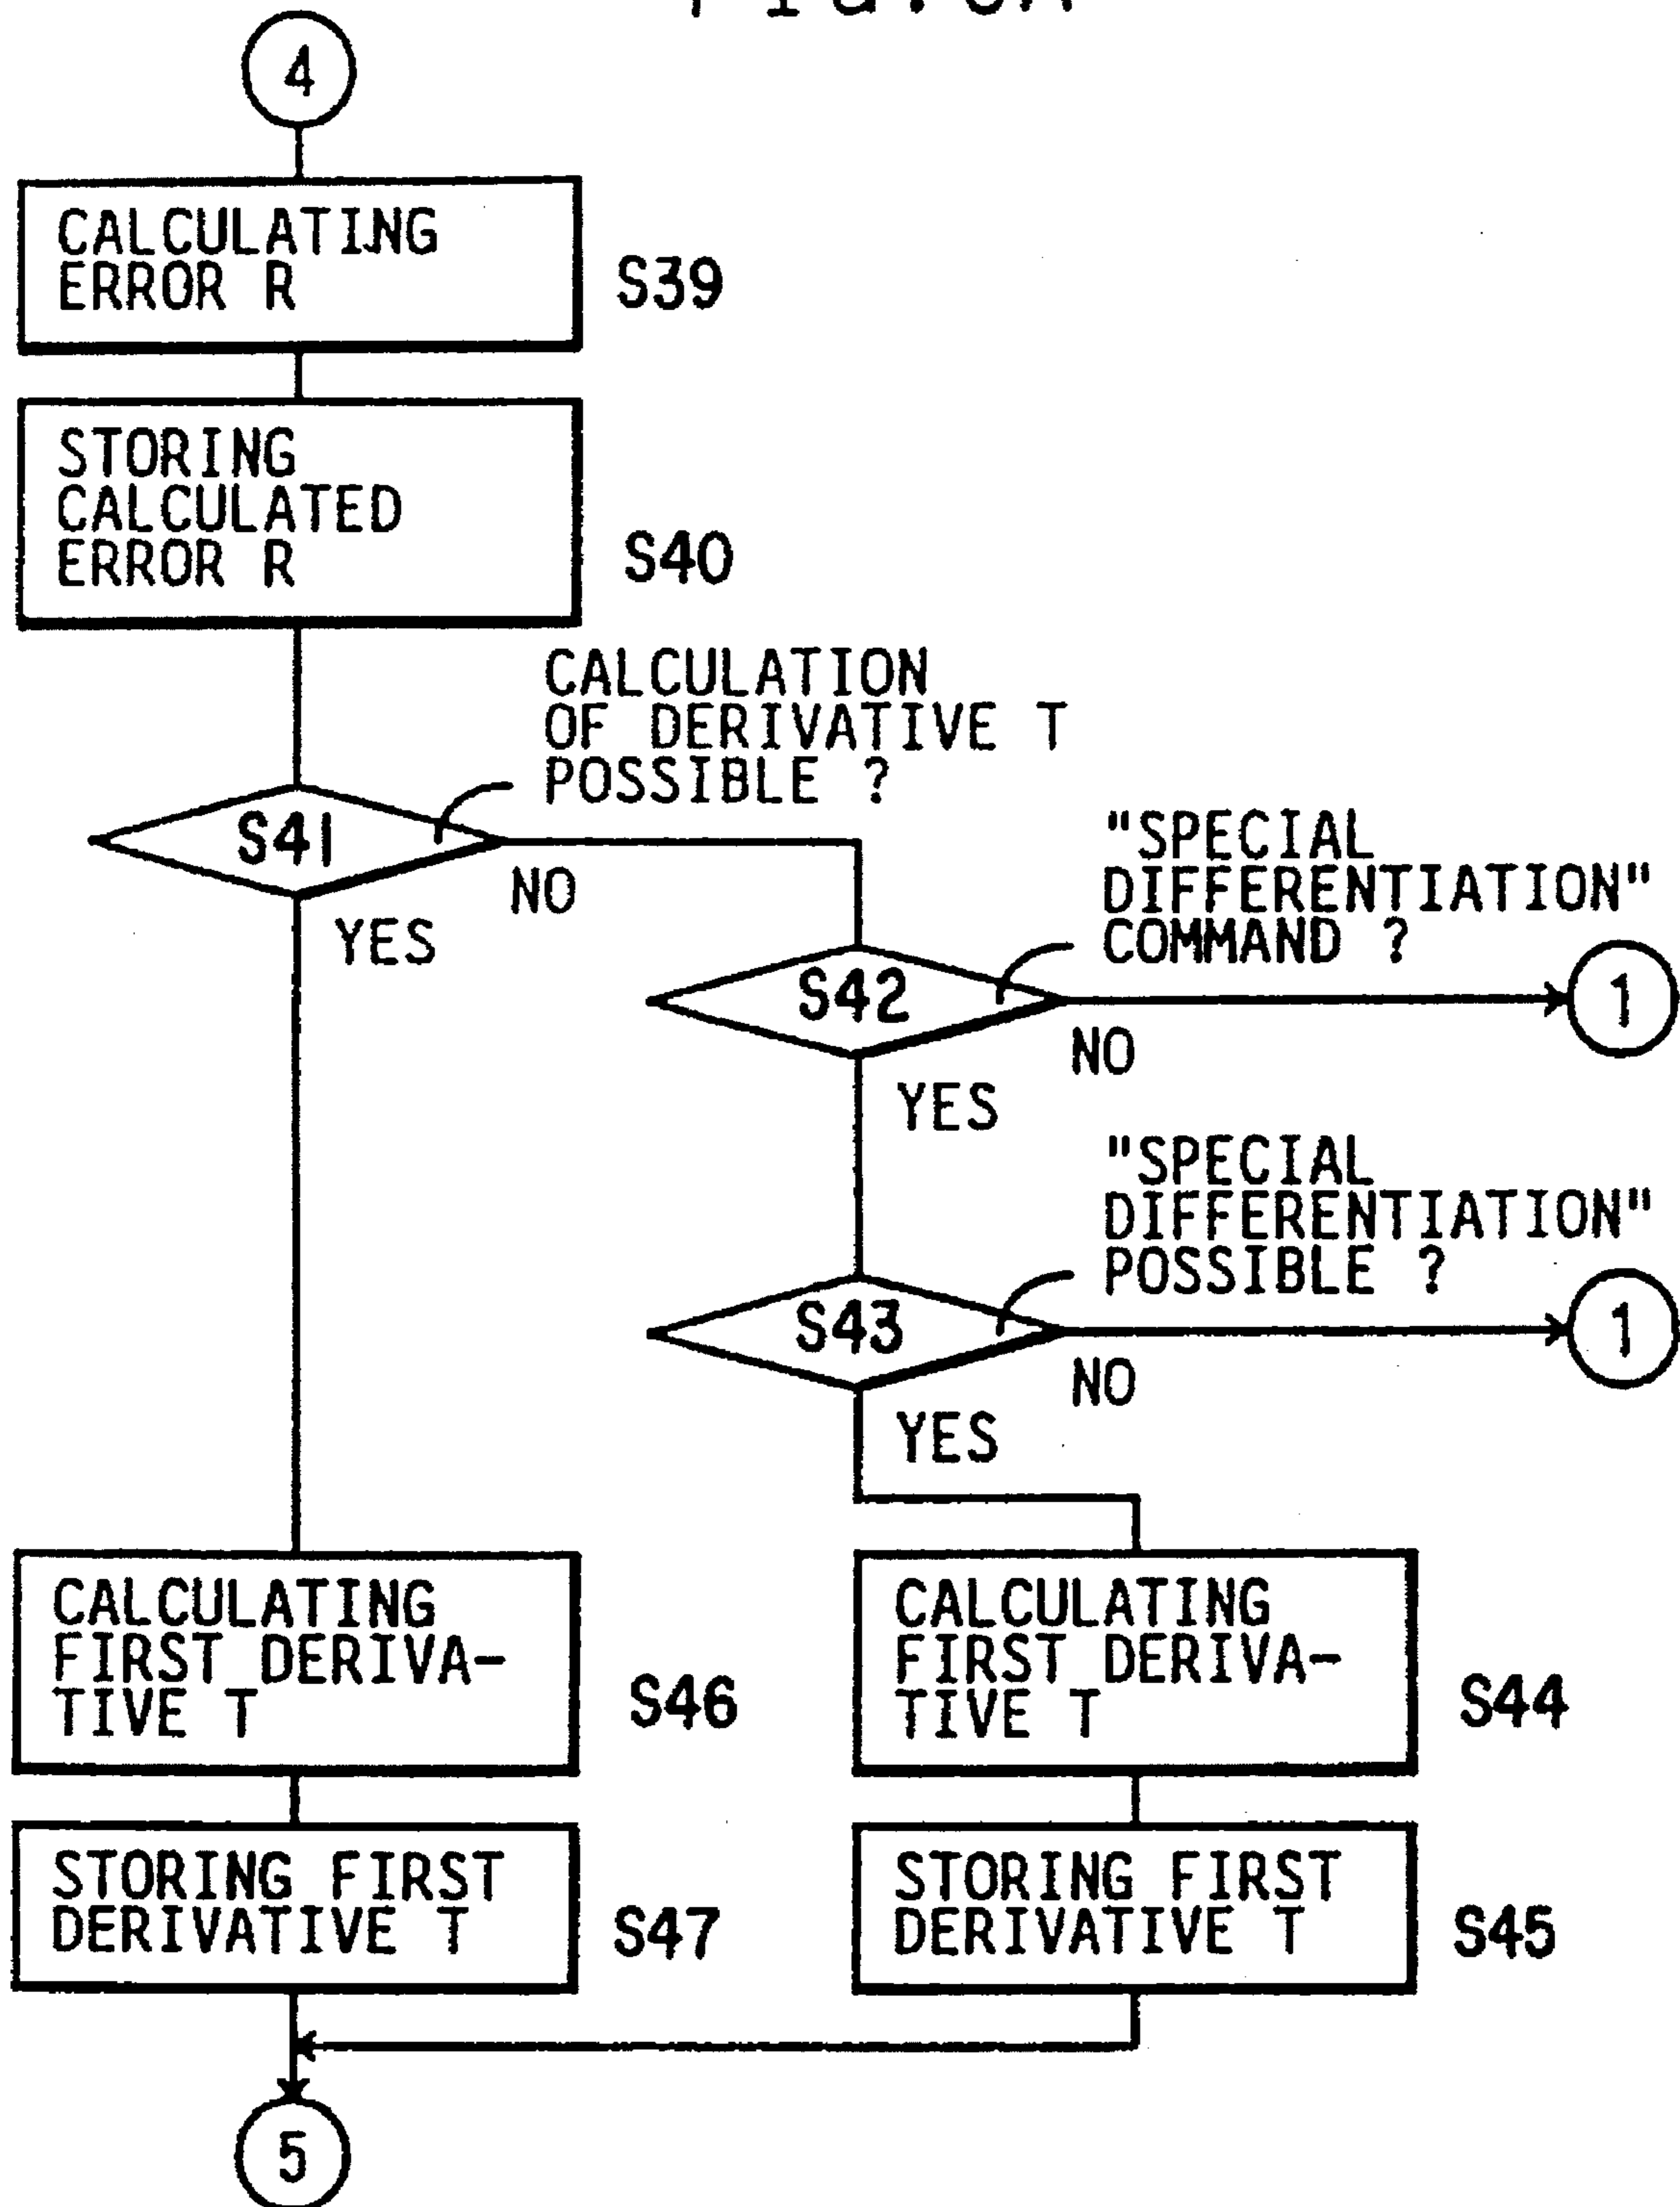 4
CALCULATING
ERROR R
S39
STORING
CALCULATED
ERROR R
S40
CALCULATION
OF DERIVATIVE T
POSSIBLE ?
S41
NO
YES
"SPECIAL
DIFFERENTIATION"
COMMAND ?
S42
1
NO
YES
"SPECIAL
DIFFERENTIATION"
POSSIBLE ?
S43
1
NO
YES
CALCULATING
FIRST DERIVA-
TIVE T
S46
CALCULATING
FIRST DERIVA-
TIVE T
S44
STORING FIRST
DERIVATIVE T
S47
STORING FIRST
DERIVATIVE T
S45
5